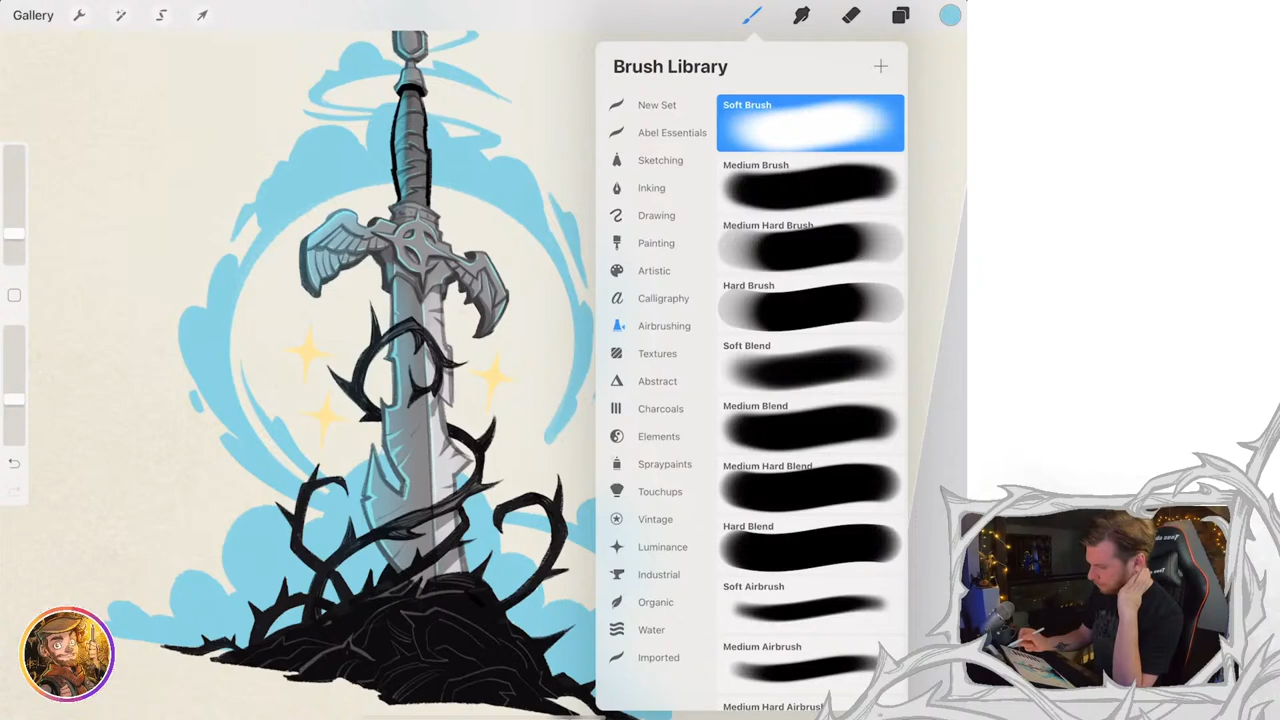 Gallery
Brush Library
New Set
Abel Essentials
Sketching
Inking
Drawing
Painting
Artistic
Calligraphy
Airbrushing
Textures
Abstract
Charcoals
Elements
Spraypaints
Touchups
Vintage
Luminance
Industrial
Organic
Water
Imported
Soft Brush
Medium Brush
Medium Hard Brush
Hard Brush
Soft Blend
Medium Blend
Medium Hard Blend
Hard Blend
Soft Airbrush
Medium Airbrush
Medium Hard Airbrush